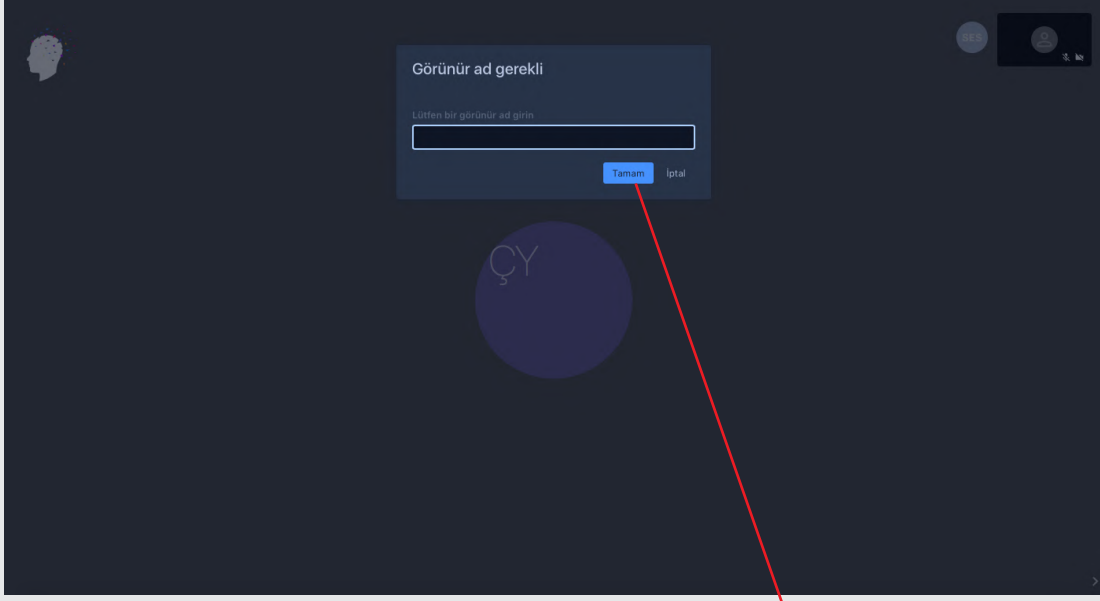 SES
Görünür ad gerekli
Lütfen bir görünür ad girin
Tamam
İptal
ÇY